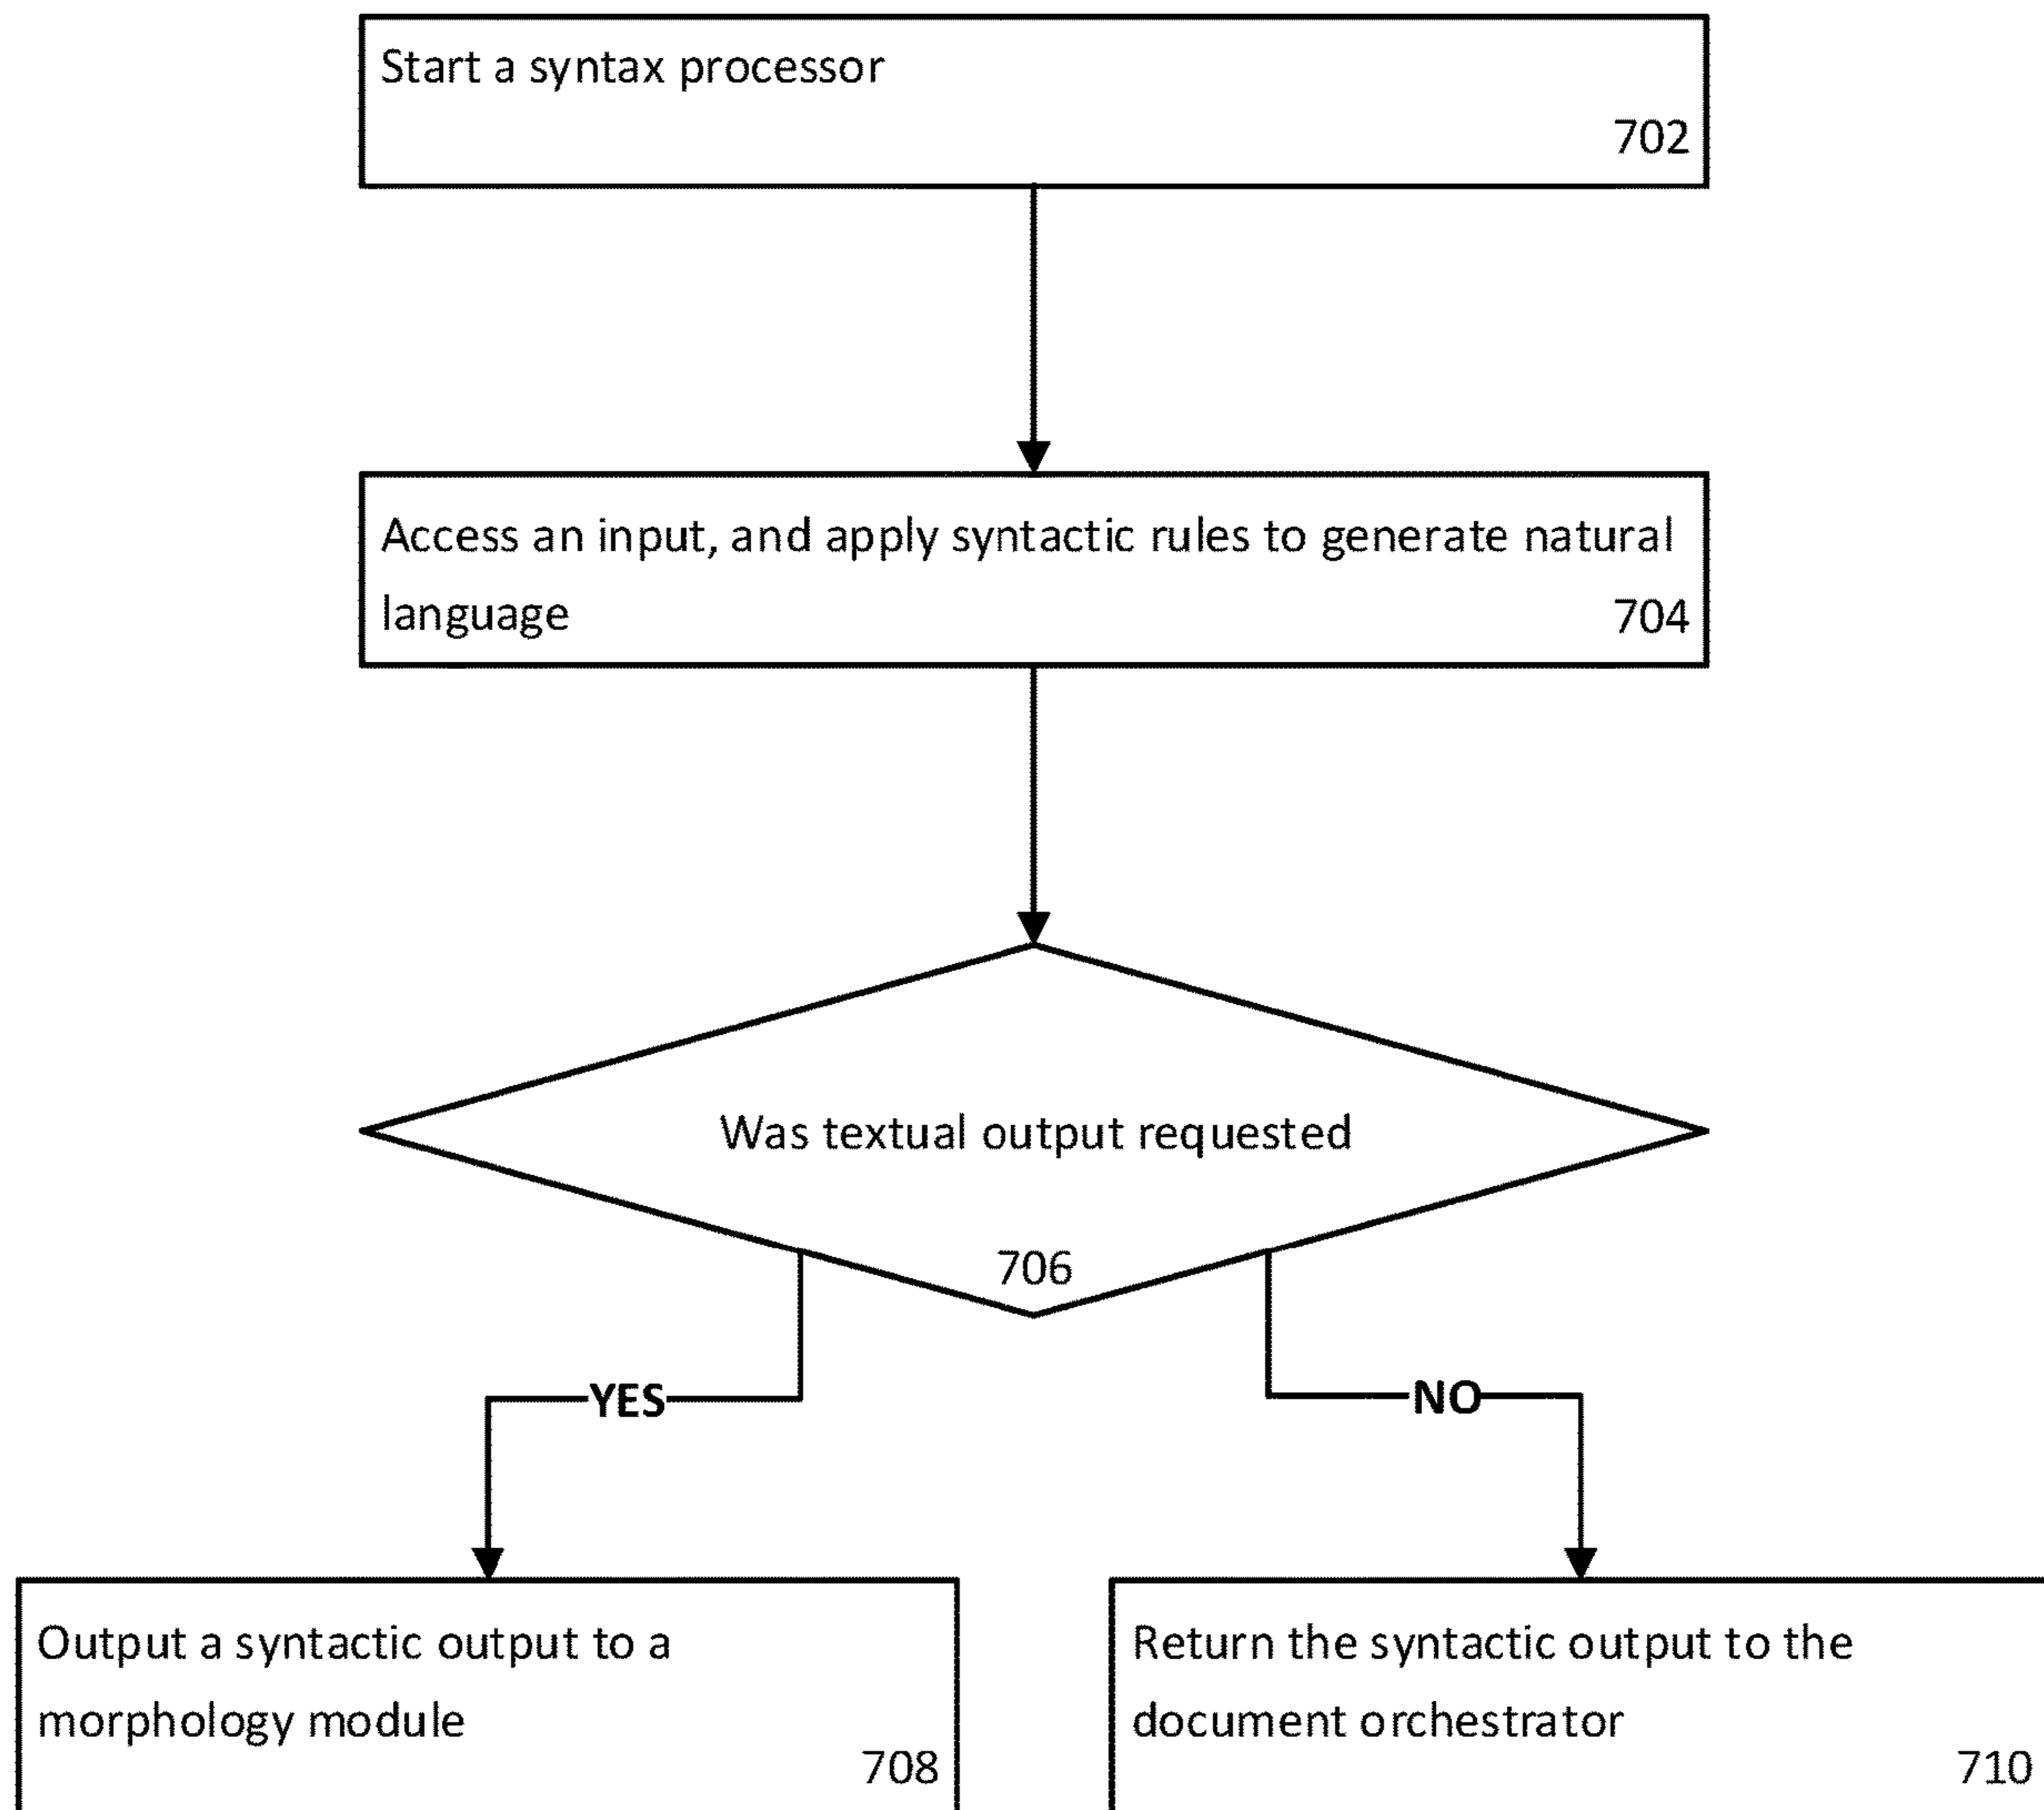 Start a syntax processor
702
Access an input, and apply syntactic rules to generate natural
language
704
Was textual output requested
706
YES
NO
Output a syntactic output to a
morphology module
708
Return the syntactic output to the
document orchestrator
710